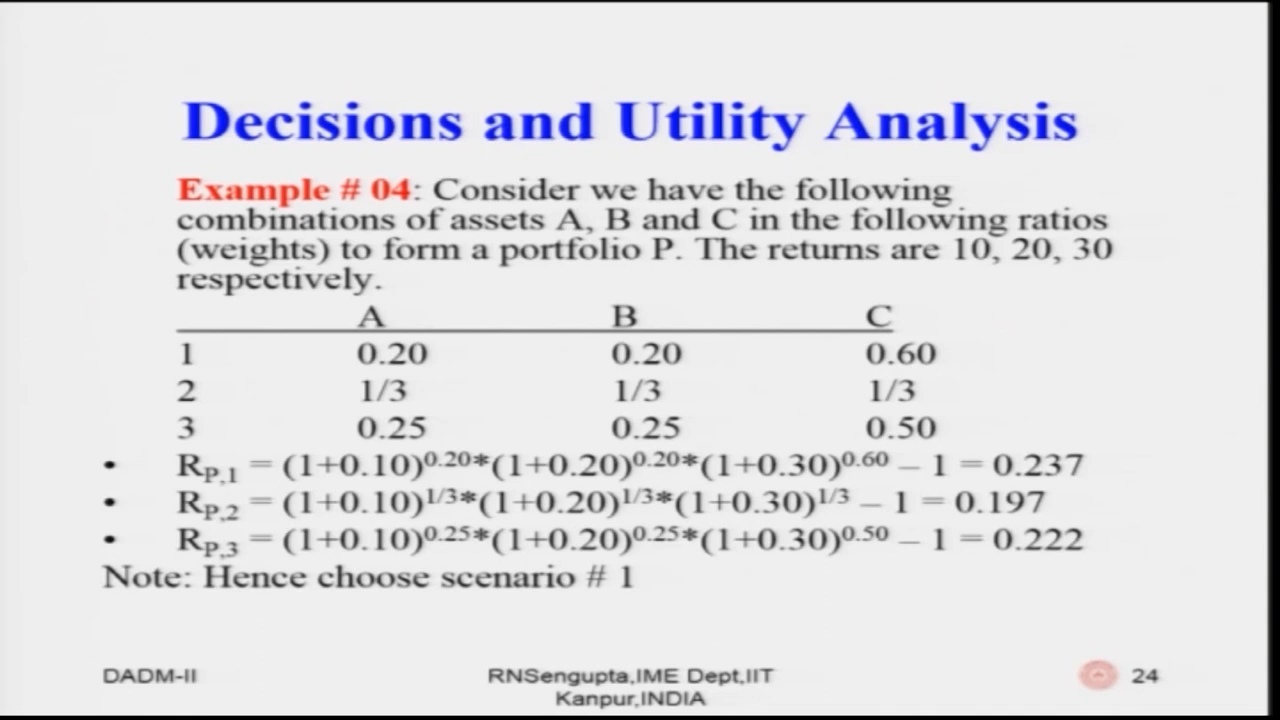 Decisions and Utility Analysis
Example # 04: Consider we have the following
combinations of assets A, B and C in the following ratios
(weights) to form a portfolio P. The returns are 10, 20, 30
respectively.
A B C
1 0.20 0.20 0.60
2 1/3 1/3 1/3
3 0.25 0.25 0.50
• R_{P,1} = (1+0.10)^{0.20}*(1+0.20)^{0.20}*(1+0.30)^{0.60} – 1 = 0.237
• R_{P,2} = (1+0.10)^{1/3}*(1+0.20)^{1/3}*(1+0.30)^{1/3} – 1 = 0.197
• R_{P,3} = (1+0.10)^{0.25}*(1+0.20)^{0.25}*(1+0.30)^{0.50} – 1 = 0.222
Note: Hence choose scenario # 1
DADM-II RNSengupta,IME Dept,IIT 24
Kanpur,INDIA